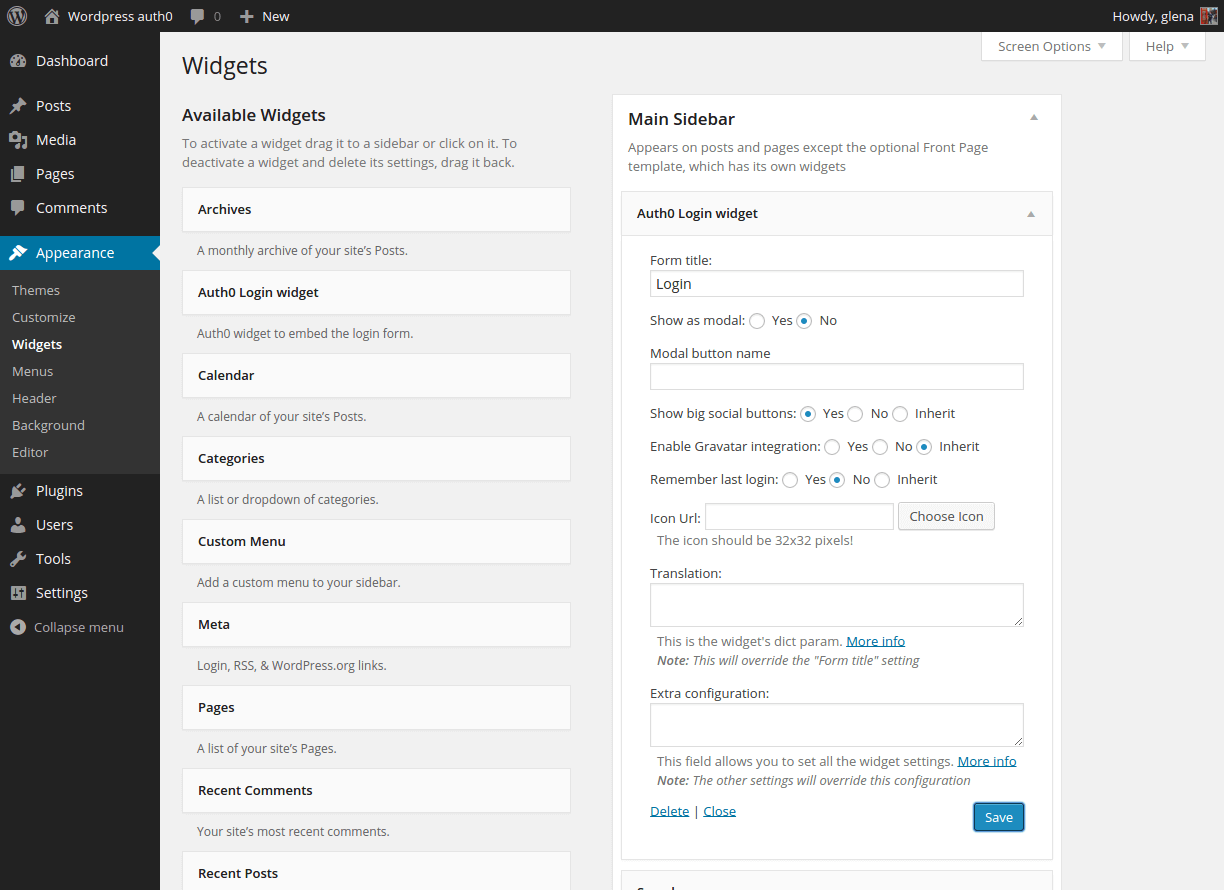 Wordpress auth0
0
New
Howdy, glena
Dashboard
Posts
Media
Pages
Comments
Appearance
Themes
Customize
Widgets
Menus
Header
Background
Editor
Plugins
Users
Tools
Settings
Collapse menu
Screen Options
Help
Widgets
Available Widgets
To activate a widget drag it to a sidebar or click on it. To
deactivate a widget and delete its settings, drag it back.
Archives
A monthly archive of your site's Posts.
Auth0 Login widget
Auth0 widget to embed the login form.
Calendar
A calendar of your site's Posts.
Categories
A list or dropdown of categories.
Custom Menu
Add a custom menu to your sidebar.
Meta
Login, RSS, & WordPress.org links.
Pages
A list of your site's Pages.
Recent Comments
Your site's most recent comments.
Recent Posts
Main Sidebar
Appears on posts and pages except the optional Front Page
template, which has its own widgets
Auth0 Login widget
Form title:
Login
Show as modal: Yes No
Modal button name
Show big social buttons: Yes No Inherit
Enable Gravatar integration: Yes No Inherit
Remember last login: Yes No Inherit
Icon Url: Choose Icon
The icon should be 32x32 pixels!
Translation:
This is the widget's dict param. More info
Note: This will override the "Form title" setting
Extra configuration:
This field allows you to set all the widget settings. More info
Note: The other settings will override this configuration
Delete | Close
Save